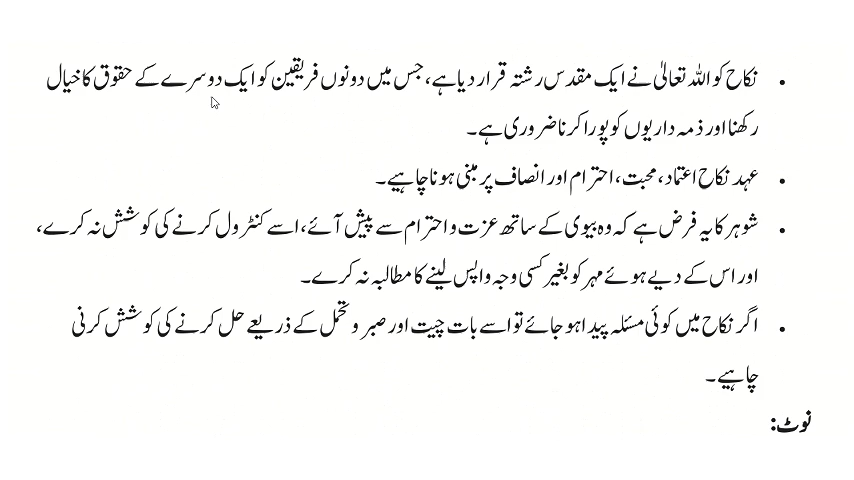 • نکاح کو اللہ تعالیٰ نے ایک مقدس رشتہ قرار دیا ہے، جس میں دونوں فریقین کو ایک دوسرے کے حقوق کا خیال
رکھنا اور ذمہ داریوں کو پورا کرنا ضروری ہے۔
• عہد نکاح اعتماد، محبت، احترام اور انصاف پر مبنی ہونا چاہیے۔
• شوہر کا یہ فرض ہے کہ وہ بیوی کے ساتھ عزت و احترام سے پیش آئے، اسے کنٹرول کرنے کی کوشش نہ کرے،
اور اس کے دیے ہوئے مہر کو بغیر کسی وجہ واپس لینے کا مطالبہ نہ کرے۔
• اگر نکاح میں کوئی مسئلہ پیدا ہو جائے تو اسے بات چیت اور صبر و تحمل کے ذریعے حل کرنے کی کوشش کرنی
چاہیے۔
نوٹ: